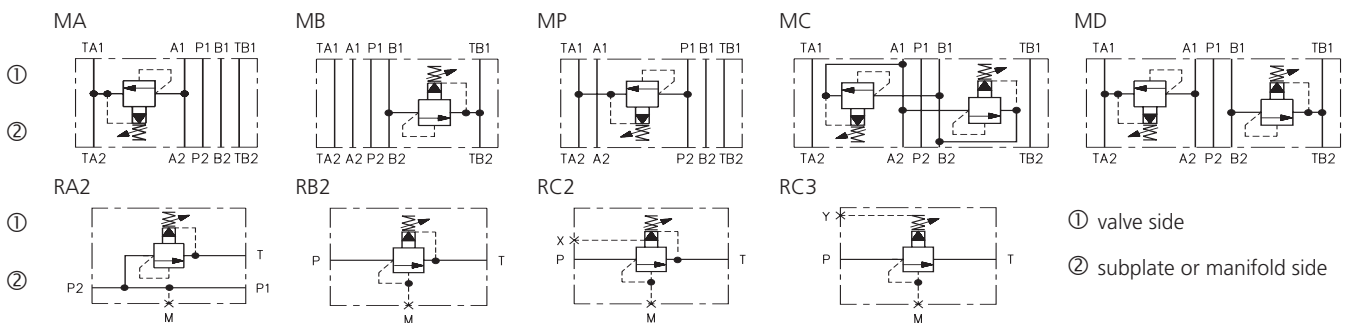 MA MB MP MC MD
TA1 A1 P1 B1 TB1 TA1 A1 P1 B1 TB1 TA1 A1 P1 B1 TB1 TA1 A1 P1 B1 TB1 TA1 A1 P1 B1 TB1
①
②
TA2 A2 P2 B2 TB2 TA2 A2 P2 B2 TB2 TA2 A2 P2 B2 TB2 TA2 A2 P2 B2 TB2 TA2 A2 P2 B2 TB2
RA2 RB2 RC2 RC3
① Y ① valve side
X
T P T P T P T
② P2 P1 ② subplate or manifold side
M M M M